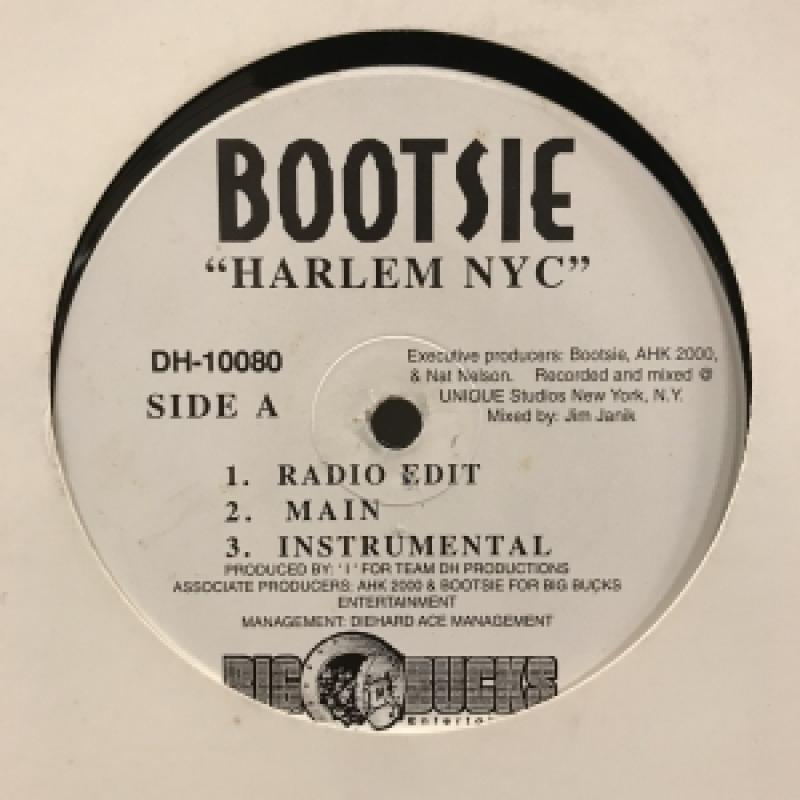 BOOTSIE
“HARLEM NYC”
DH-10080
SIDE A
Executive producers: Bootsie, AHK 2000,
& Nat Nelson. Recorded and mixed @
UNIQUE Studios New York, N.Y.
Mixed by: Jim Janik
1. RADIO EDIT
2. MAIN
3. INSTRUMENTAL
PRODUCED BY: ' I ' FOR TEAM DH PRODUCTIONS
ASSOCIATE PRODUCERS: AHK 2000 & BOOTSIE FOR BIG BUCKS
ENTERTAINMENT
MANAGEMENT: DIEHARD ACE MANAGEMENT
BIG BUCKS